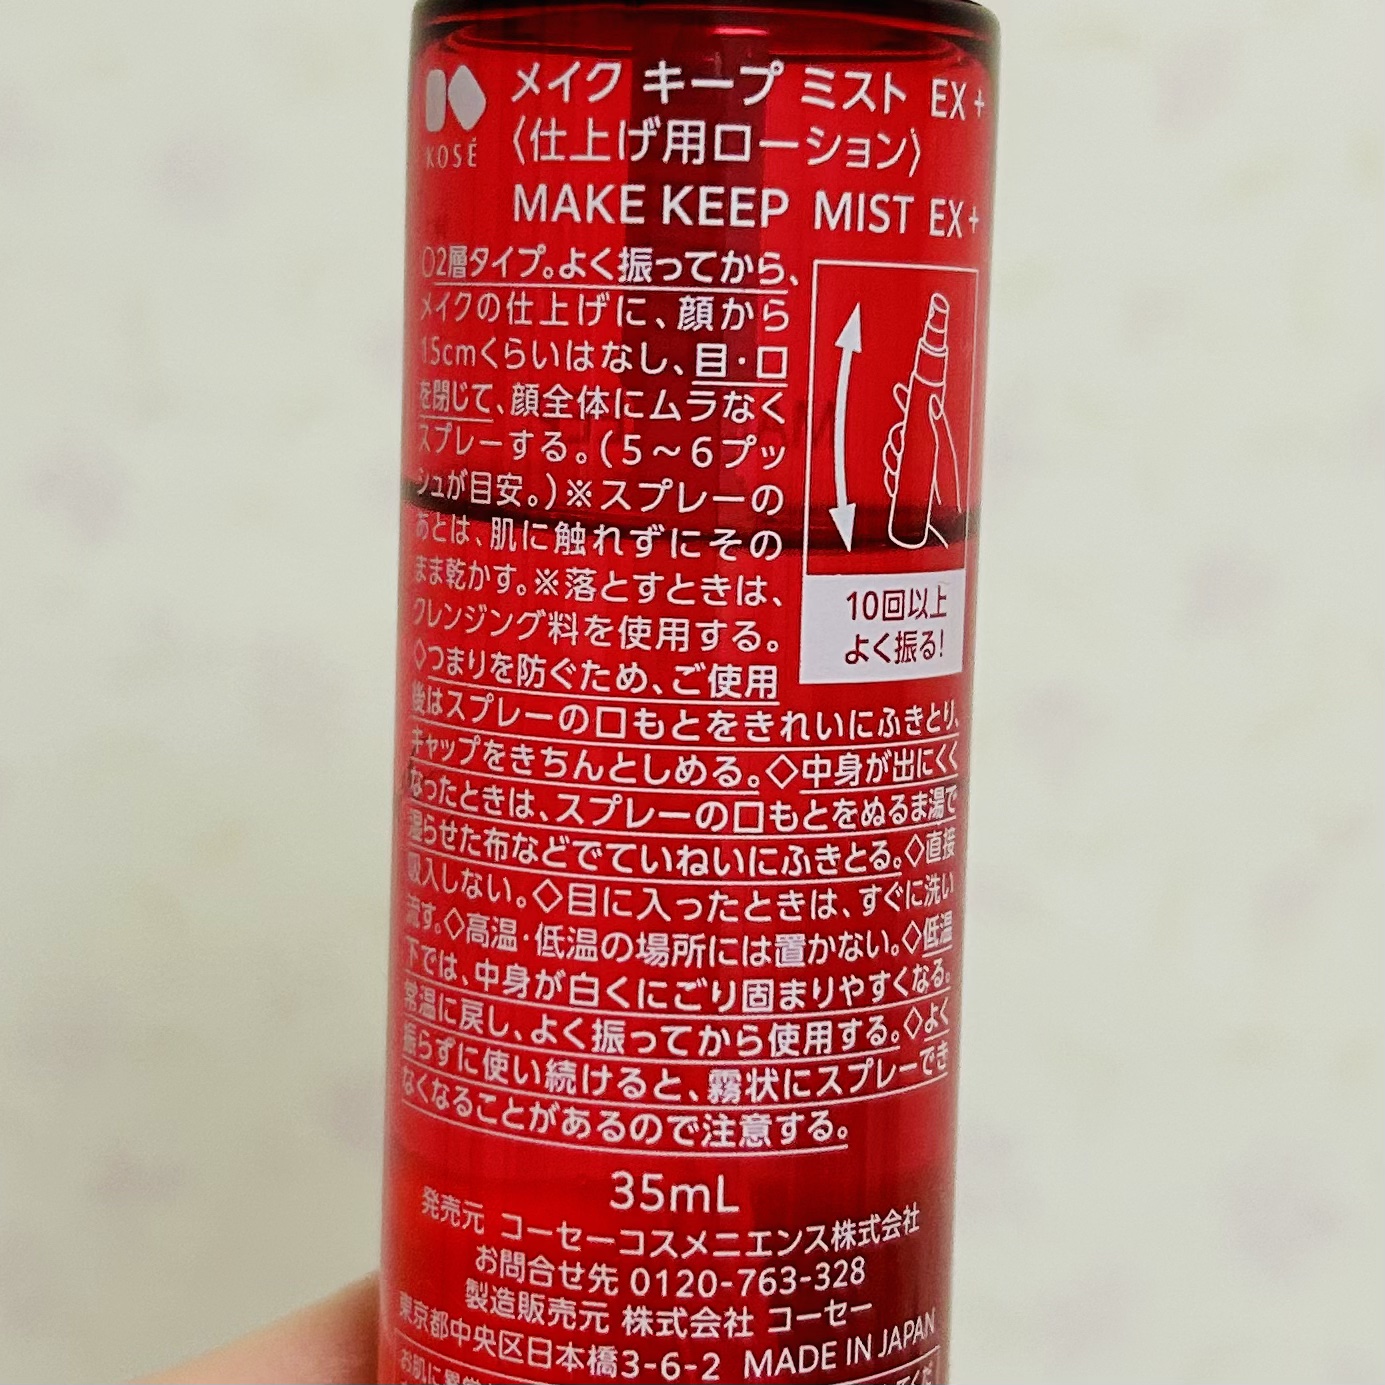 KOSÉ
メイク キープ ミスト EX+
〈仕上げ用ローション〉
MAKE KEEP MIST EX+
○2層タイプ。よく振ってから、
メイクの仕上げに、顔から
15cmくらいはなし、目・口
を閉じて、顔全体にムラなく
スプレーする。(5~6プッ
シュが目安。)※スプレーの
あとは、肌に触れずにその
まま乾かす。※落とすときは、
クレンジング料を使用する。
10回以上
よく振る!
◇つまりを防ぐため、ご使用
後はスプレーの口もとをきれいにふきとり、
キャップをきちんとしめる。◇中身が出にくく
なったときは、スプレーの口もとをぬるま湯で
湿らせた布などでていねいにふきとる。◇直接
吸入しない。◇目に入ったときは、すぐに洗い
流す。◇高温・低温の場所には置かない。◇低温
下では、中身が白くにごり固まりやすくなる。
常温に戻し、よく振ってから使用する。◇よく
振らずに使い続けると、霧状にスプレーでき
なくなることがあるので注意する。
35mL
発売元 コーセーコスメニエンス株式会社
お問合せ先 0120-763-328
製造販売元 株式会社 コーセー
東京都中央区日本橋3-6-2 MADE IN JAPAN